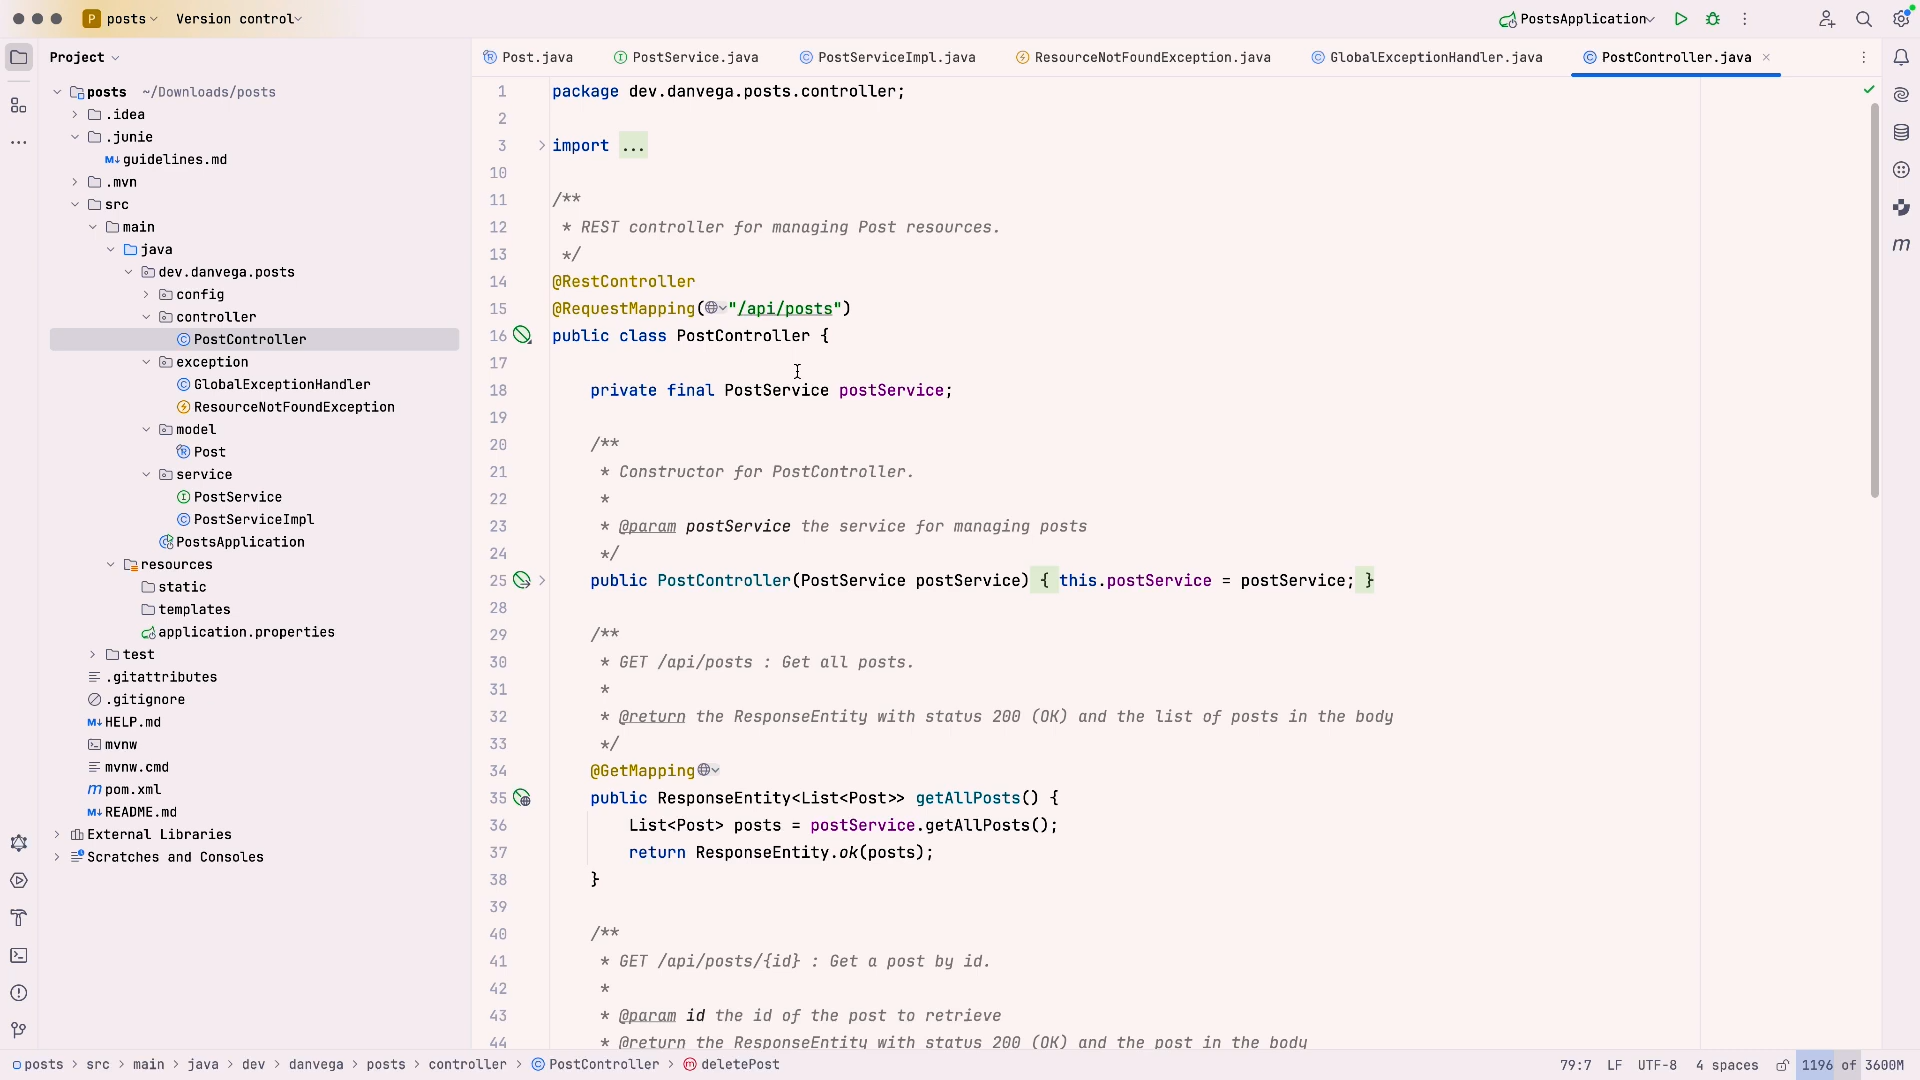 P posts Version control PostsApplication
Project
posts ~/Downloads/posts
.idea
.junie
M↓ guidelines.md
.mvn
src
main
java
dev.danvega.posts
config
controller
PostController
exception
GlobalExceptionHandler
ResourceNotFoundException
model
Post
service
PostService
PostServiceImpl
PostsApplication
resources
static
templates
application.properties
test
.gitattributes
.gitignore
M↓ HELP.md
mvnw
mvnw.cmd
m pom.xml
M↓ README.md
External Libraries
Scratches and Consoles
Post.java PostService.java PostServiceImpl.java ResourceNotFoundException.java GlobalExceptionHandler.java PostController.java
1 package dev.danvega.posts.controller;
2
3 import ...
10
11 /**
12 * REST controller for managing Post resources.
13 */
14 @RestController
15 @RequestMapping("/api/posts")
16 public class PostController {
17
18 private final PostService postService;
19
20 /**
21 * Constructor for PostController.
22 *
23 * @param postService the service for managing posts
24 */
25 public PostController(PostService postService) { this.postService = postService; }
28
29 /**
30 * GET /api/posts : Get all posts.
31 *
32 * @return the ResponseEntity with status 200 (OK) and the list of posts in the body
33 */
34 @GetMapping
35 public ResponseEntity<List<Post>> getAllPosts() {
36 List<Post> posts = postService.getAllPosts();
37 return ResponseEntity.ok(posts);
38 }
39
40 /**
41 * GET /api/posts/{id} : Get a post by id.
42 *
43 * @param id the id of the post to retrieve
44 * @return the ResponseEntity with status 200 (OK) and the post in the body
posts > src > main > java > dev > danvega > posts > controller > PostController > deletePost 79:7 LF UTF-8 4 spaces 1196 of 3600M